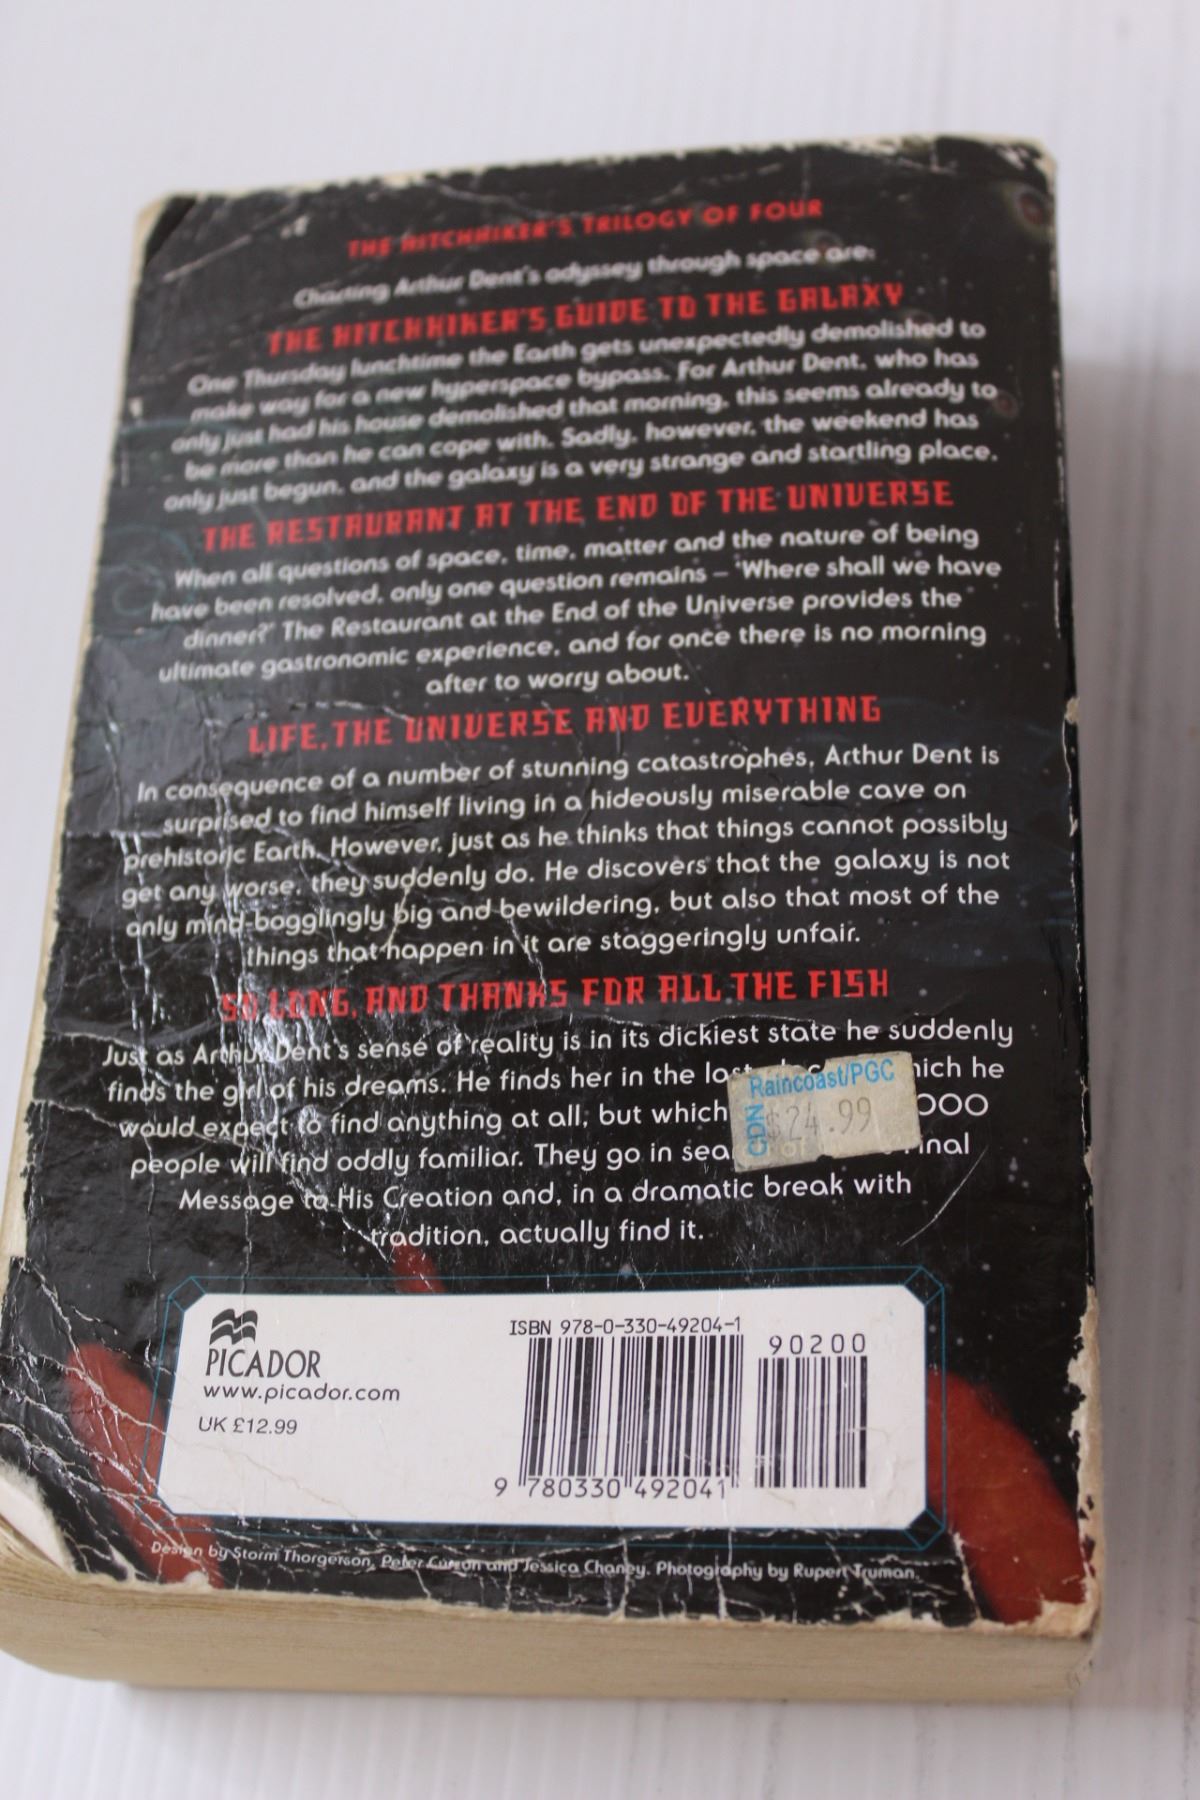 THE HITCHHIKER'S TRILOGY OF FOUR
Charting Arthur Dent's odyssey through space are:
THE HITCHHIKER'S GUIDE TO THE GALAXY
One Thursday lunchtime the Earth gets unexpectedly demolished to
make way for a new hyperspace bypass. For Arthur Dent, who has
only just had his house demolished that morning, this seems already to
be more than he can cope with. Sadly, however, the weekend has
only just begun, and the galaxy is a very strange and startling place.
THE RESTAURANT AT THE END OF THE UNIVERSE
When all questions of space, time, matter and the nature of being
have been resolved, only one question remains – 'Where shall we have
dinner?' The Restaurant at the End of the Universe provides the
ultimate gastronomic experience, and for once there is no morning
after to worry about.
LIFE, THE UNIVERSE AND EVERYTHING
In consequence of a number of stunning catastrophes, Arthur Dent is
surprised to find himself living in a hideously miserable cave on
prehistoric Earth. However, just as he thinks that things cannot possibly
get any worse, they suddenly do. He discovers that the galaxy is not
only mind-bogglingly big and bewildering, but also that most of the
things that happen in it are staggeringly unfair.
SO LONG, AND THANKS FOR ALL THE FISH
Just as Arthur Dent's sense of reality is in its dickiest state he suddenly
finds the girl of his dreams. He finds her in the he
would expect to find anything at all, but which 000
people will find oddly familiar. They go in
Message to His Creation and, in a dramatic break with
tradition, actually find it.
Raincoast/PGC
CDN $24.99
PICADOR
www.picador.com
UK £12.99
ISBN 978-0-330-49204-1
90200
9 780330 492041
Design by Storm Thorgerson, Peter Curzon and Jessica Chaney. Photography by Rupert Truman.